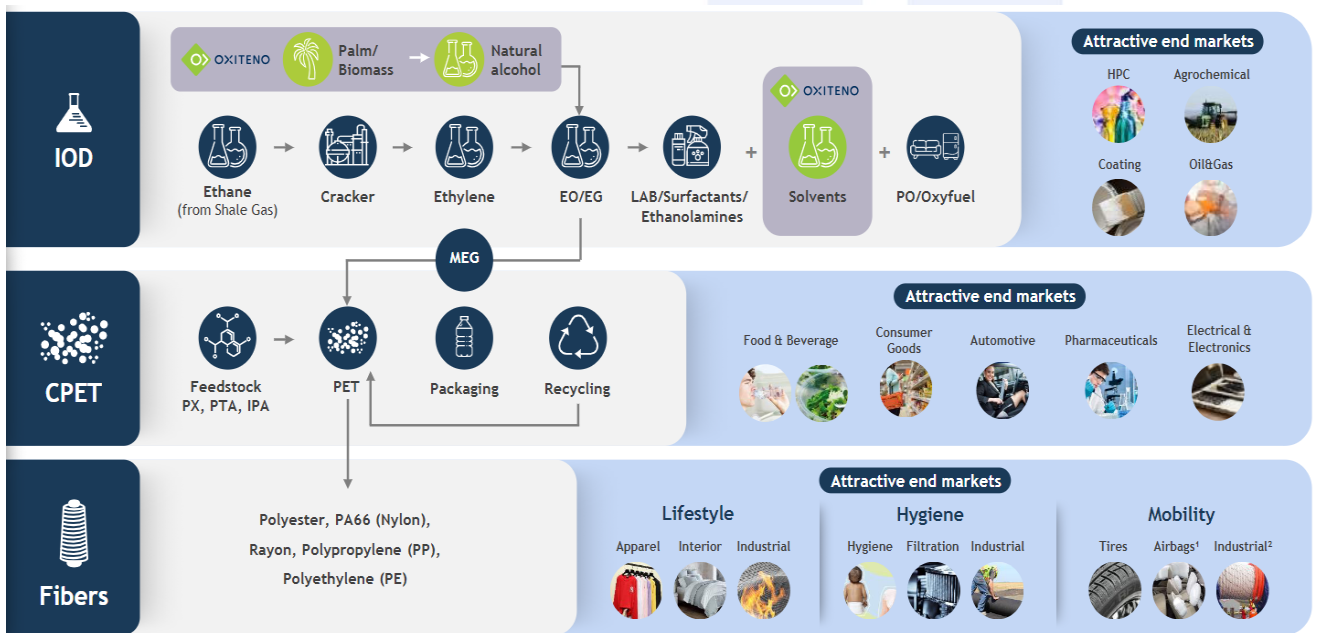 IOD
OXITENO
Palm/
Biomass
Natural
alcohol
Ethane
(from Shale Gas)
Cracker
Ethylene
EO/EG
LAB/Surfactants/
Ethanolamines
+
OXITENO
Solvents
+
PO/Oxyfuel
Attractive end markets
HPC
Agrochemical
Coating
Oil&Gas
MEG
CPET
Feedstock
PX, PTA, IPA
PET
Packaging
Recycling
Attractive end markets
Food & Beverage
Consumer
Goods
Automotive
Pharmaceuticals
Electrical &
Electronics
Fibers
Polyester, PA66 (Nylon),
Rayon, Polypropylene (PP),
Polyethylene (PE)
Attractive end markets
Lifestyle
Apparel
Interior
Industrial
Hygiene
Hygiene
Filtration
Industrial
Mobility
Tires
Airbags¹
Industrial²